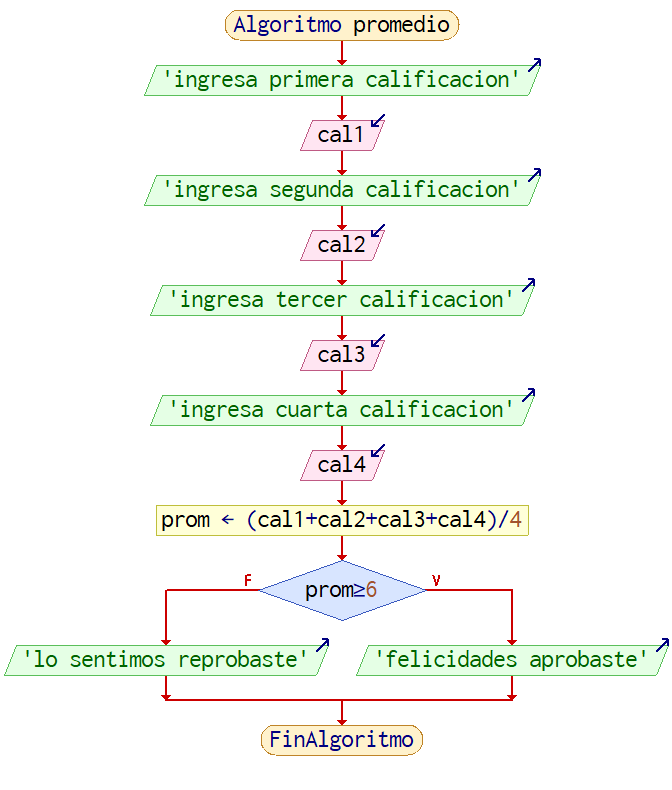 Algoritmo promedio
'ingresa primera calificacion'
cal1
'ingresa segunda calificacion'
cal2
'ingresa tercer calificacion'
cal3
'ingresa cuarta calificacion'
cal4
prom ← (cal1+cal2+cal3+cal4)/4
F
V
prom≥6
'lo sentimos reprobaste'
'felicidades aprobaste'
FinAlgoritmo